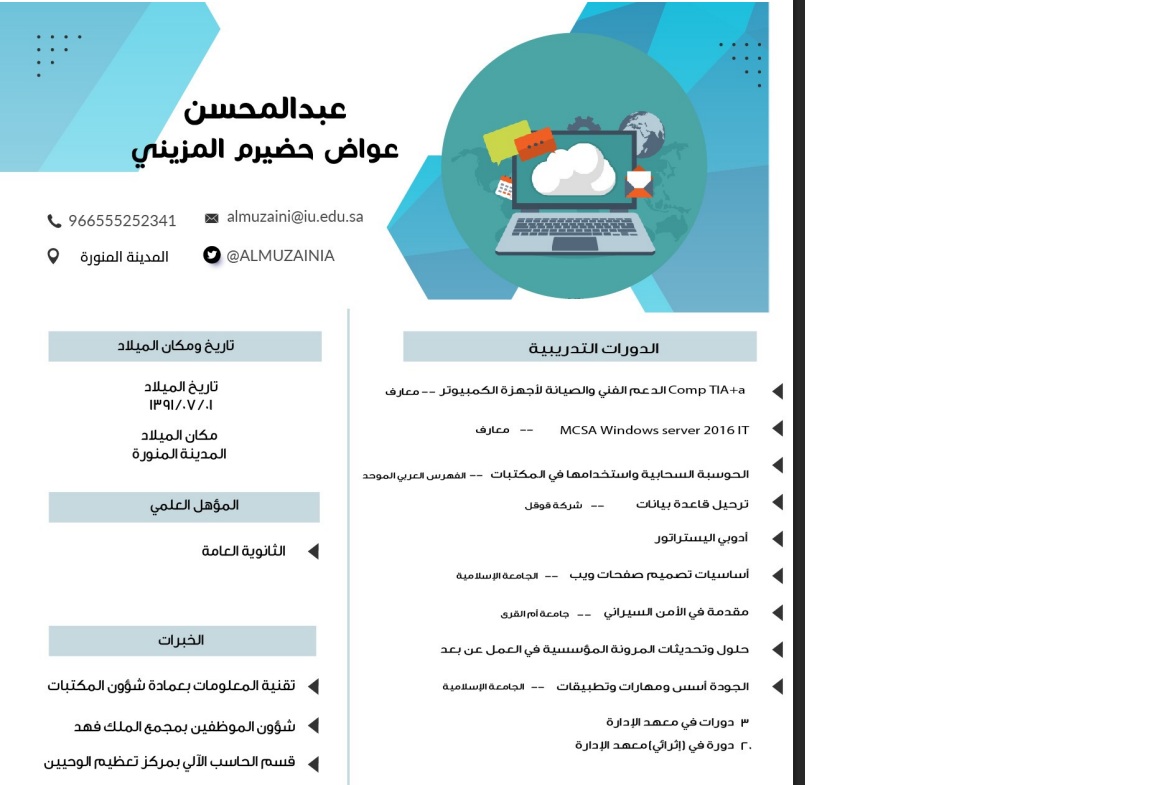 عبدالمحسن
عواض حضيرم المزيني
966555252341
almuzaini@iu.edu.sa
المدينة المنورة
@ALMUZAINIA
الدورات التدريبية
Comp TIA+a الدعم الفني والصيانة لأجهزة الكمبيوتر -- معارف
MCSA Windows server 2016 IT -- معارف
الحوسبة السحابية واستخدامها في المكتبات -- الفهرس العربي الموحد
ترحيل قاعدة بيانات -- شركة قوقل
أدوبي اليستراتور
أساسيات تصميم صفحات ويب -- الجامعة الإسلامية
مقدمة في الأمن السيراني -- جامعة أم القرى
حلول وتحديثات المرونة المؤسسية في العمل عن بعد
الجودة أسس ومهارات وتطبيقات -- الجامعة الإسلامية
٣ دورات في معهد الإدارة
٢٠ دورة في (إثرائي)معهد الإدارة
تاريخ ومكان الميلاد
تاريخ الميلاد
١٣٩١/٠٧/٠١
مكان الميلاد
المدينة المنورة
المؤهل العلمي
الثانوية العامة
الخبرات
تقنية المعلومات بعمادة شؤون المكتبات
شؤون الموظفين بمجمع الملك فهد
قسم الحاسب الآلي بمركز تعظيم الوحيين